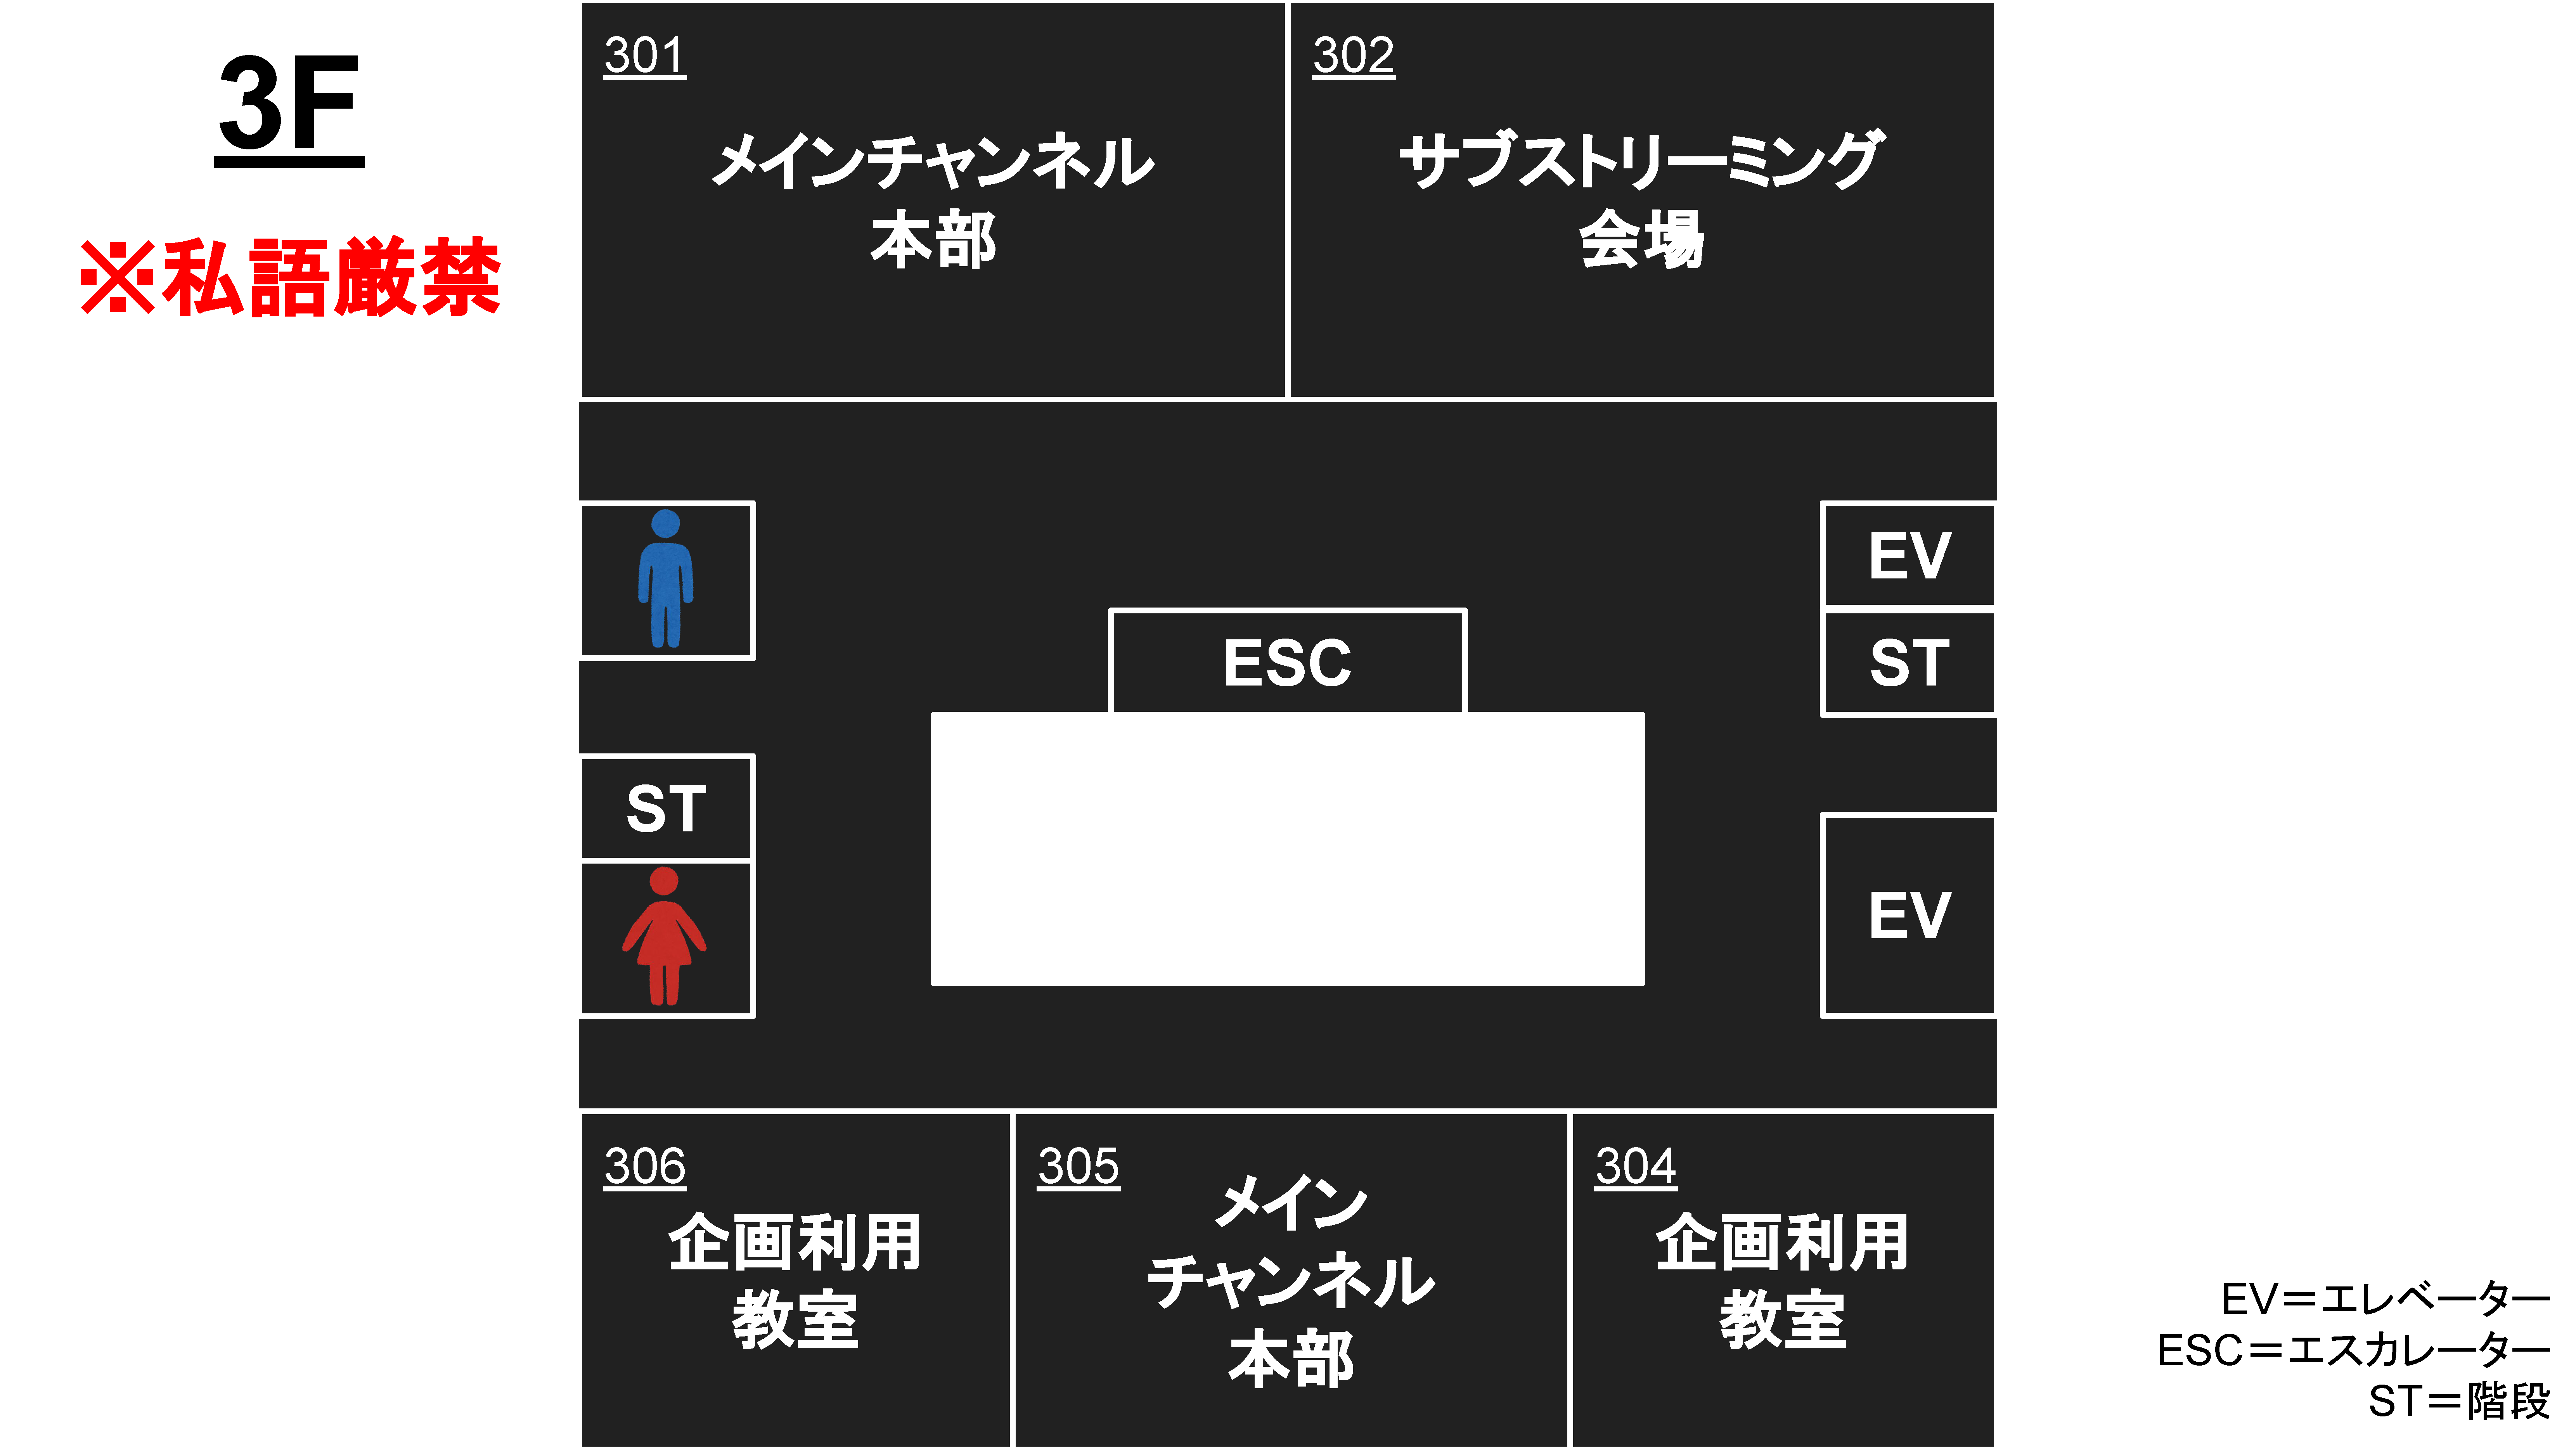 3F
※私語厳禁
301
メインチャンネル
本部
302
サブストリーミング
会場
EV
ST
ESC
ST
EV
306
企画利用
教室
305
メイン
チャンネル
本部
304
企画利用
教室
EV＝エレベーター
ESC＝エスカレーター
ST＝階段